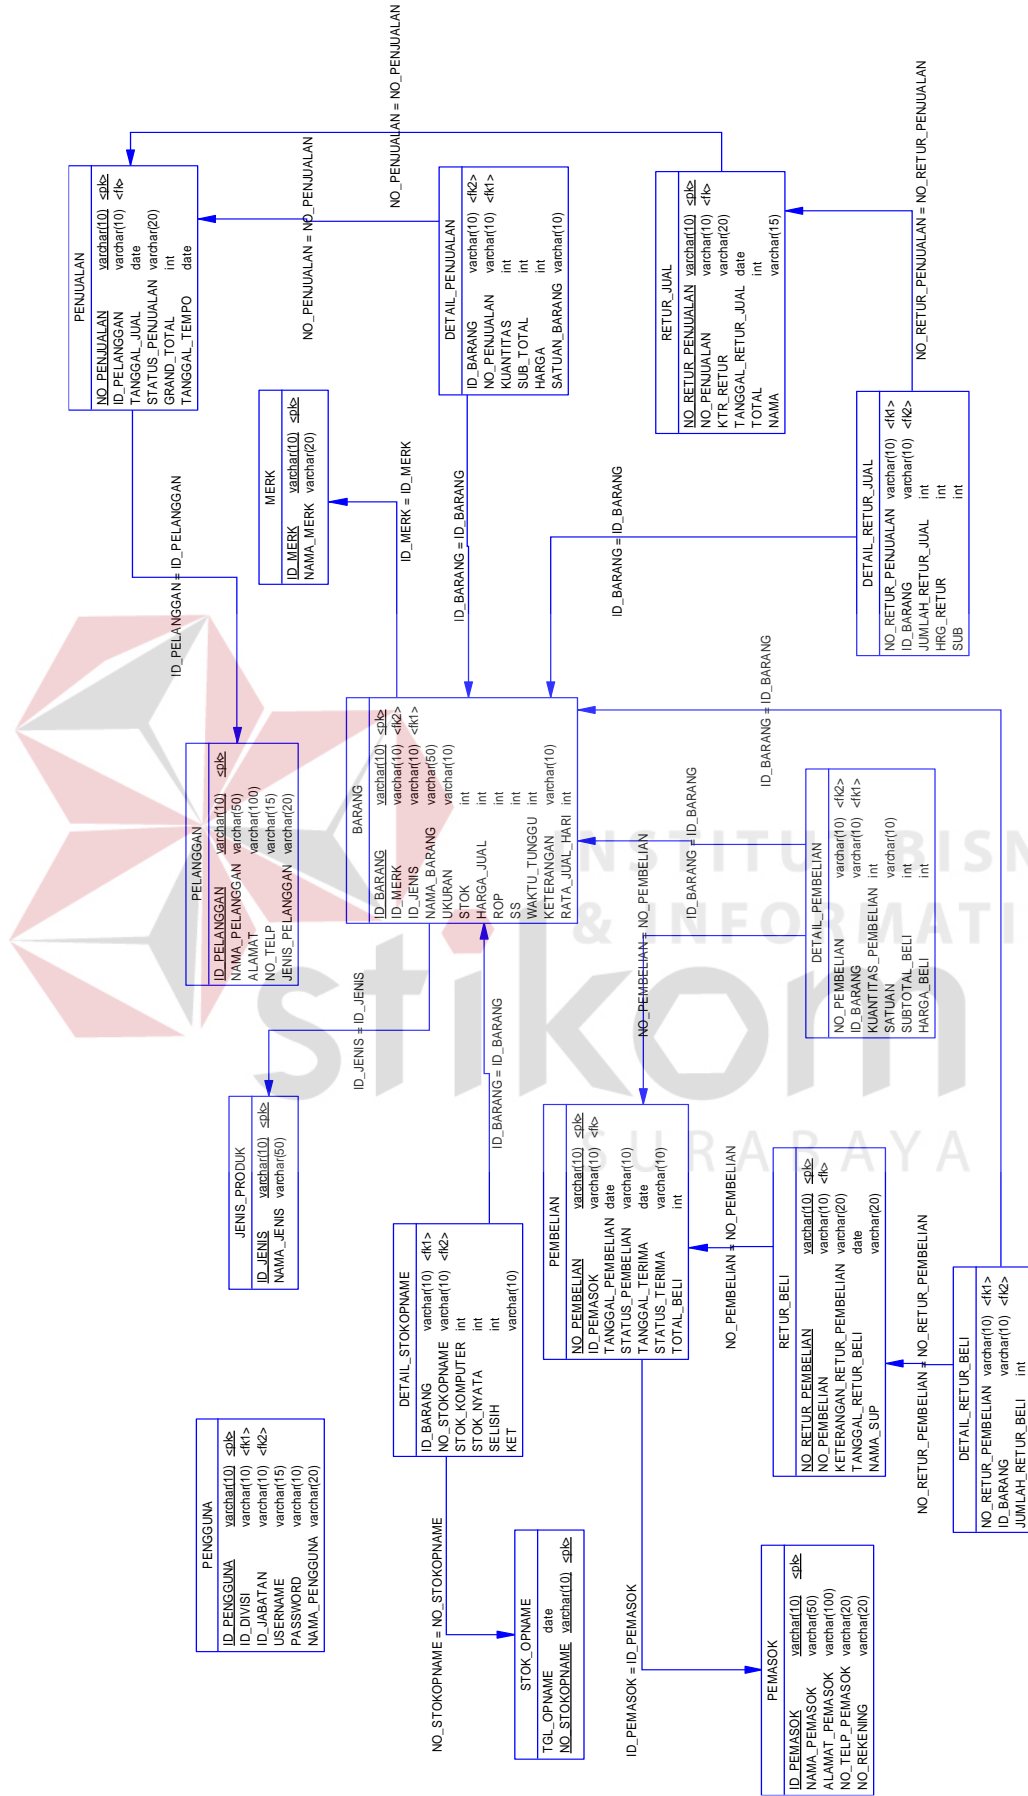 PENGGUNA
ID_PENGGUNA varchar(10) <pk>
ID_DIVISI varchar(10) <fk1>
ID_JABATAN varchar(10) <fk2>
USERNAME varchar(15)
PASSWORD varchar(10)
NAMA_PENGGUNA varchar(20)
JENIS_PRODUK
ID_JENIS varchar(10) <pk>
NAMA_JENIS varchar(50)
PELANGGAN
ID_PELANGGAN varchar(10) <pk>
NAMA_PELANGGAN varchar(50)
ALAMAT varchar(100)
NO_TELP varchar(15)
JENIS_PELANGGAN varchar(20)
ID_PELANGGAN = ID_PELANGGAN
PENJUALAN
NO_PENJUALAN varchar(10) <pk>
ID_PELANGGAN varchar(10) <fk>
TANGGAL_JUAL date
STATUS_PENJUALAN varchar(20)
GRAND_TOTAL int
TANGGAL_TEMPO date
MERK
ID_MERK varchar(10) <pk>
NAMA_MERK varchar(20)
NO_PENJUALAN = NO_PENJUALAN
NO_PENJUALAN = NO_PENJUALAN
ID_JENIS = ID_JENIS
ID_MERK = ID_MERK
DETAIL_STOKOPNAME
ID_BARANG varchar(10) <fk1>
NO_STOKOPNAME varchar(10) <fk2>
STOK_KOMPUTER int
STOK_NYATA int
SELISIH int
KET varchar(10)
NO_STOKOPNAME = NO_STOKOPNAME
ID_BARANG = ID_BARANG
BARANG
ID_BARANG varchar(10) <pk>
ID_MERK varchar(10) <fk2>
ID_JENIS varchar(10) <fk1>
NAMA_BARANG varchar(50)
UKURAN varchar(10)
STOK int
HARGA_JUAL int
ROP int
SS int
WAKTU_TUNGGU int
KETERANGAN varchar(10)
RATA_JUAL_HARI int
ID_BARANG = ID_BARANG
DETAIL_PENJUALAN
ID_BARANG varchar(10) <fk2>
NO_PENJUALAN varchar(10) <fk1>
KUANTITAS int
SUB_TOTAL int
HARGA int
SATUAN_BARANG varchar(10)
STOK_OPNAME
TGL_OPNAME date
NO_STOKOPNAME varchar(10) <pk>
PEMBELIAN
NO_PEMBELIAN varchar(10) <pk>
ID_PEMASOK varchar(10) <fk>
TANGGAL_PEMBELIAN date
STATUS_PEMBELIAN varchar(10)
TANGGAL_TERIMA date
STATUS_TERIMA varchar(10)
TOTAL_BELI int
ID_PEMASOK = ID_PEMASOK
NO_PEMBELIAN = NO_PEMBELIAN
NO_PEMBELIAN = NO_PEMBELIAN
ID_BARANG = ID_BARANG
ID_BARANG = ID_BARANG
ID_BARANG = ID_BARANG
RETUR_JUAL
NO_RETUR_PENJUALAN varchar(10) <pk>
NO_PENJUALAN varchar(10) <fk>
KTR_RETUR varchar(20)
TANGGAL_RETUR_JUAL date
TOTAL int
NAMA varchar(15)
PEMASOK
ID_PEMASOK varchar(10) <pk>
NAMA_PEMASOK varchar(50)
ALAMAT_PEMASOK varchar(100)
NO_TELP_PEMASOK varchar(20)
NO_REKENING varchar(20)
RETUR_BELI
NO_RETUR_PEMBELIAN varchar(10) <pk>
NO_PEMBELIAN varchar(10) <fk>
KETERANGAN_RETUR_PEMBELIAN varchar(20)
TANGGAL_RETUR_BELI date
NAMA_SUP varchar(20)
DETAIL_PEMBELIAN
NO_PEMBELIAN varchar(10) <fk2>
ID_BARANG varchar(10) <fk1>
KUANTITAS_PEMBELIAN int
SATUAN varchar(10)
SUBTOTAL_BELI int
HARGA_BELI int
DETAIL_RETUR_JUAL
NO_RETUR_PENJUALAN varchar(10) <fk1>
ID_BARANG varchar(10) <fk2>
JUMLAH_RETUR_JUAL int
HRG_RETUR int
SUB int
NO_RETUR_PENJUALAN = NO_RETUR_PENJUALAN
NO_RETUR_PEMBELIAN = NO_RETUR_PEMBELIAN
DETAIL_RETUR_BELI
NO_RETUR_PEMBELIAN varchar(10) <fk1>
ID_BARANG varchar(10) <fk2>
JUMLAH_RETUR_BELI int
INSTITUT BISN
& INFORMATI
stikom
SURABAYA